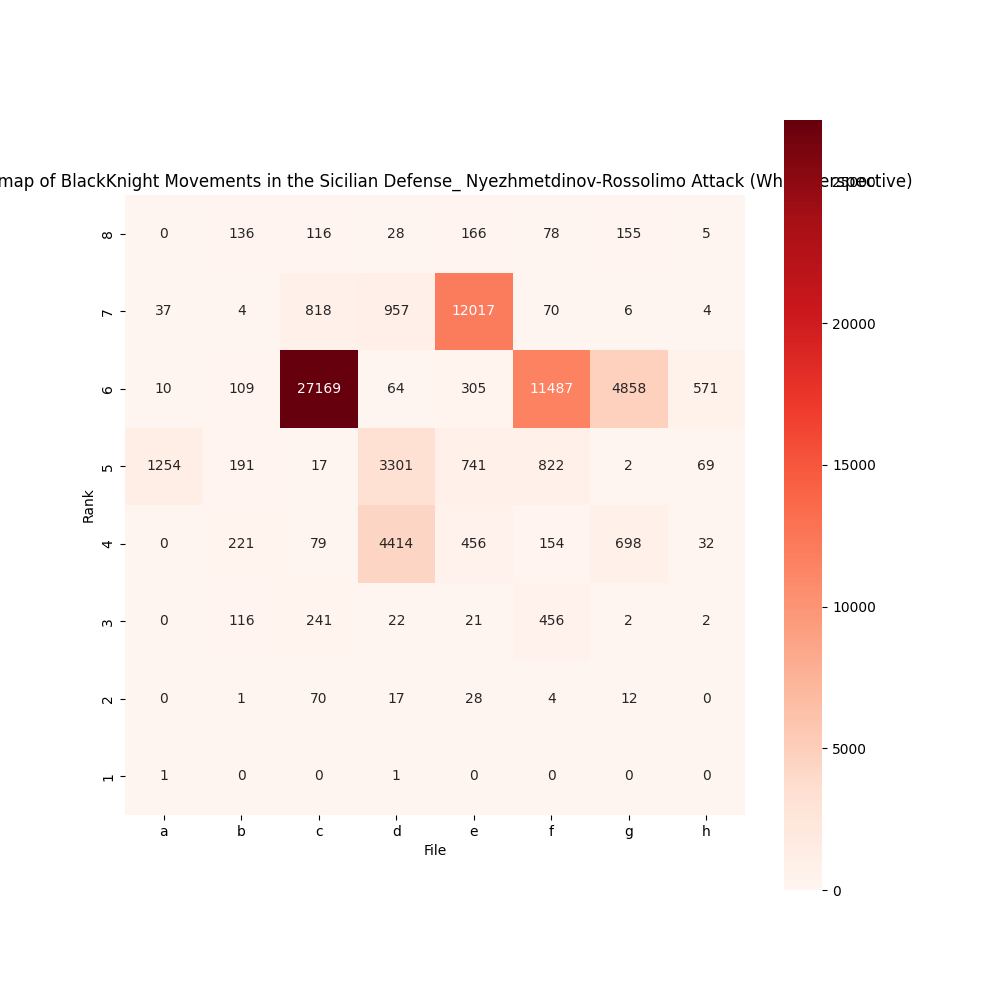 map of BlackKnight Movements in the Sicilian Defense_ Nyezhmetdinov-Rossolimo Attack (White Perspective)
25000
8 0 136 116 28 166 78 155 5
7 37 4 818 957 12017 70 6 4
20000
6 10 109 27169 64 305 11487 4858 571
5 1254 191 17 3301 741 822 2 69
15000
Rank
4 0 221 79 4414 456 154 698 32
10000
3 0 116 241 22 21 456 2 2
2 0 1 70 17 28 4 12 0
5000
1 1 0 0 1 0 0 0 0
a b c d e f g h
File
0